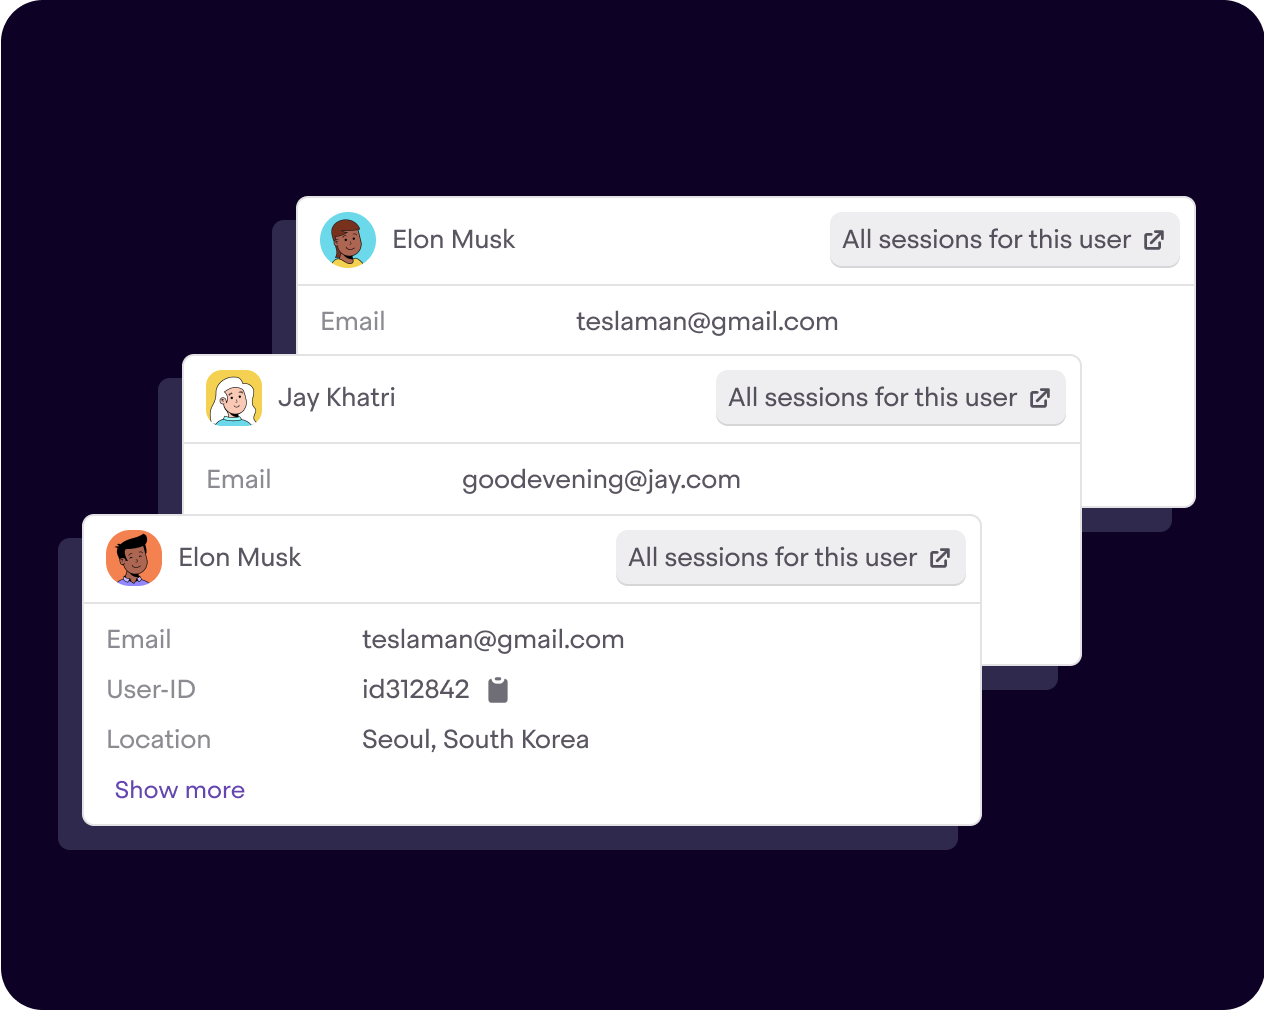 Elon Musk All sessions for this user
Email teslaman@gmail.com
Jay Khatri All sessions for this user
Email goodevening@jay.com
Elon Musk All sessions for this user
Email teslaman@gmail.com
User-ID id312842
Location Seoul, South Korea
Show more